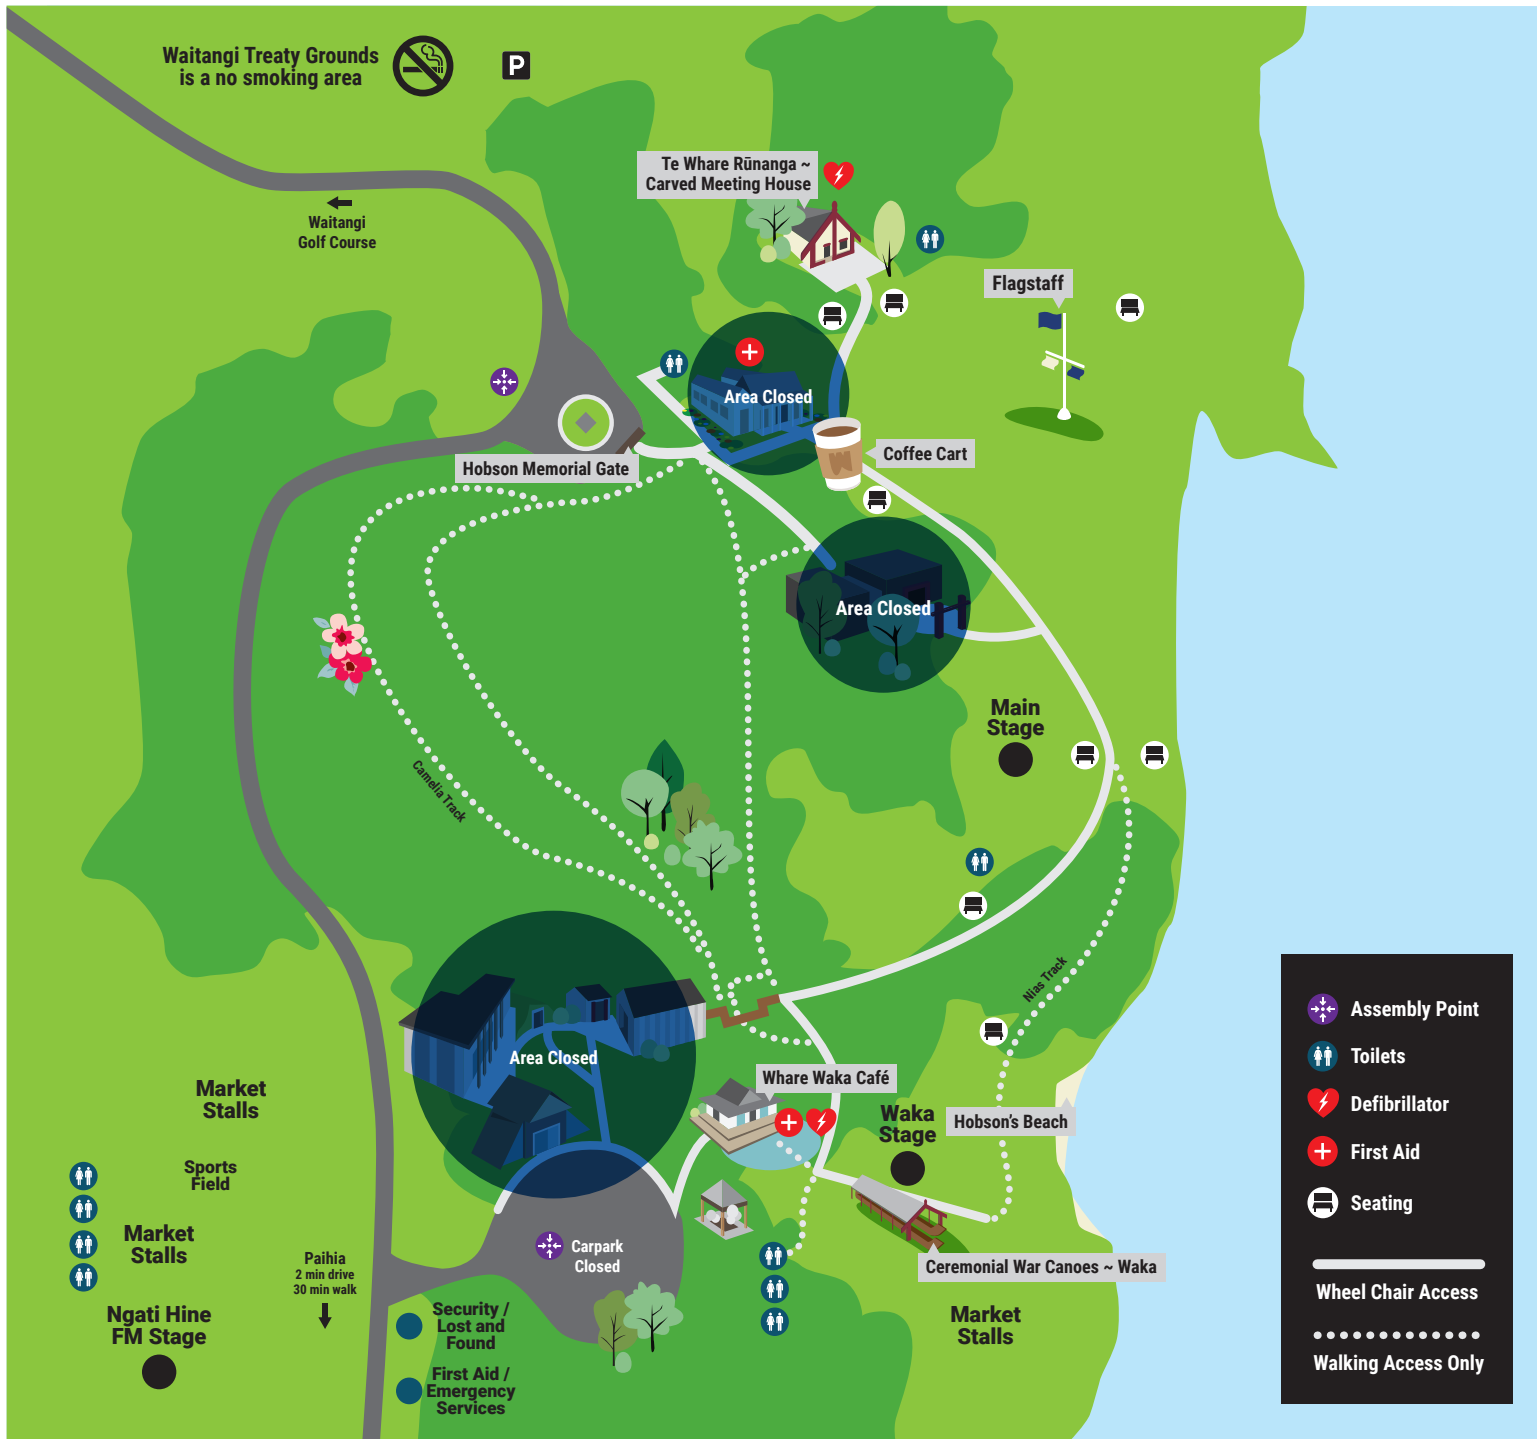 Waitangi Treaty Grounds
is a no smoking area
P
Te Whare Rūnanga ~
Carved Meeting House
Waitangi
Golf Course
Flagstaff
Area Closed
Coffee Cart
Hobson Memorial Gate
Area Closed
Main
Stage
Camelia Track
Nias Track
Area Closed
Whare Waka Café
Waka
Stage
Hobson's Beach
Market
Stalls
Sports
Field
Market
Stalls
Paihia
2 min drive
30 min walk
Ngati Hine
FM Stage
Carpark
Closed
Security /
Lost and
Found
First Aid /
Emergency
Services
Ceremonial War Canoes ~ Waka
Market
Stalls
Assembly Point
Toilets
Defibrillator
First Aid
Seating
Wheel Chair Access
Walking Access Only